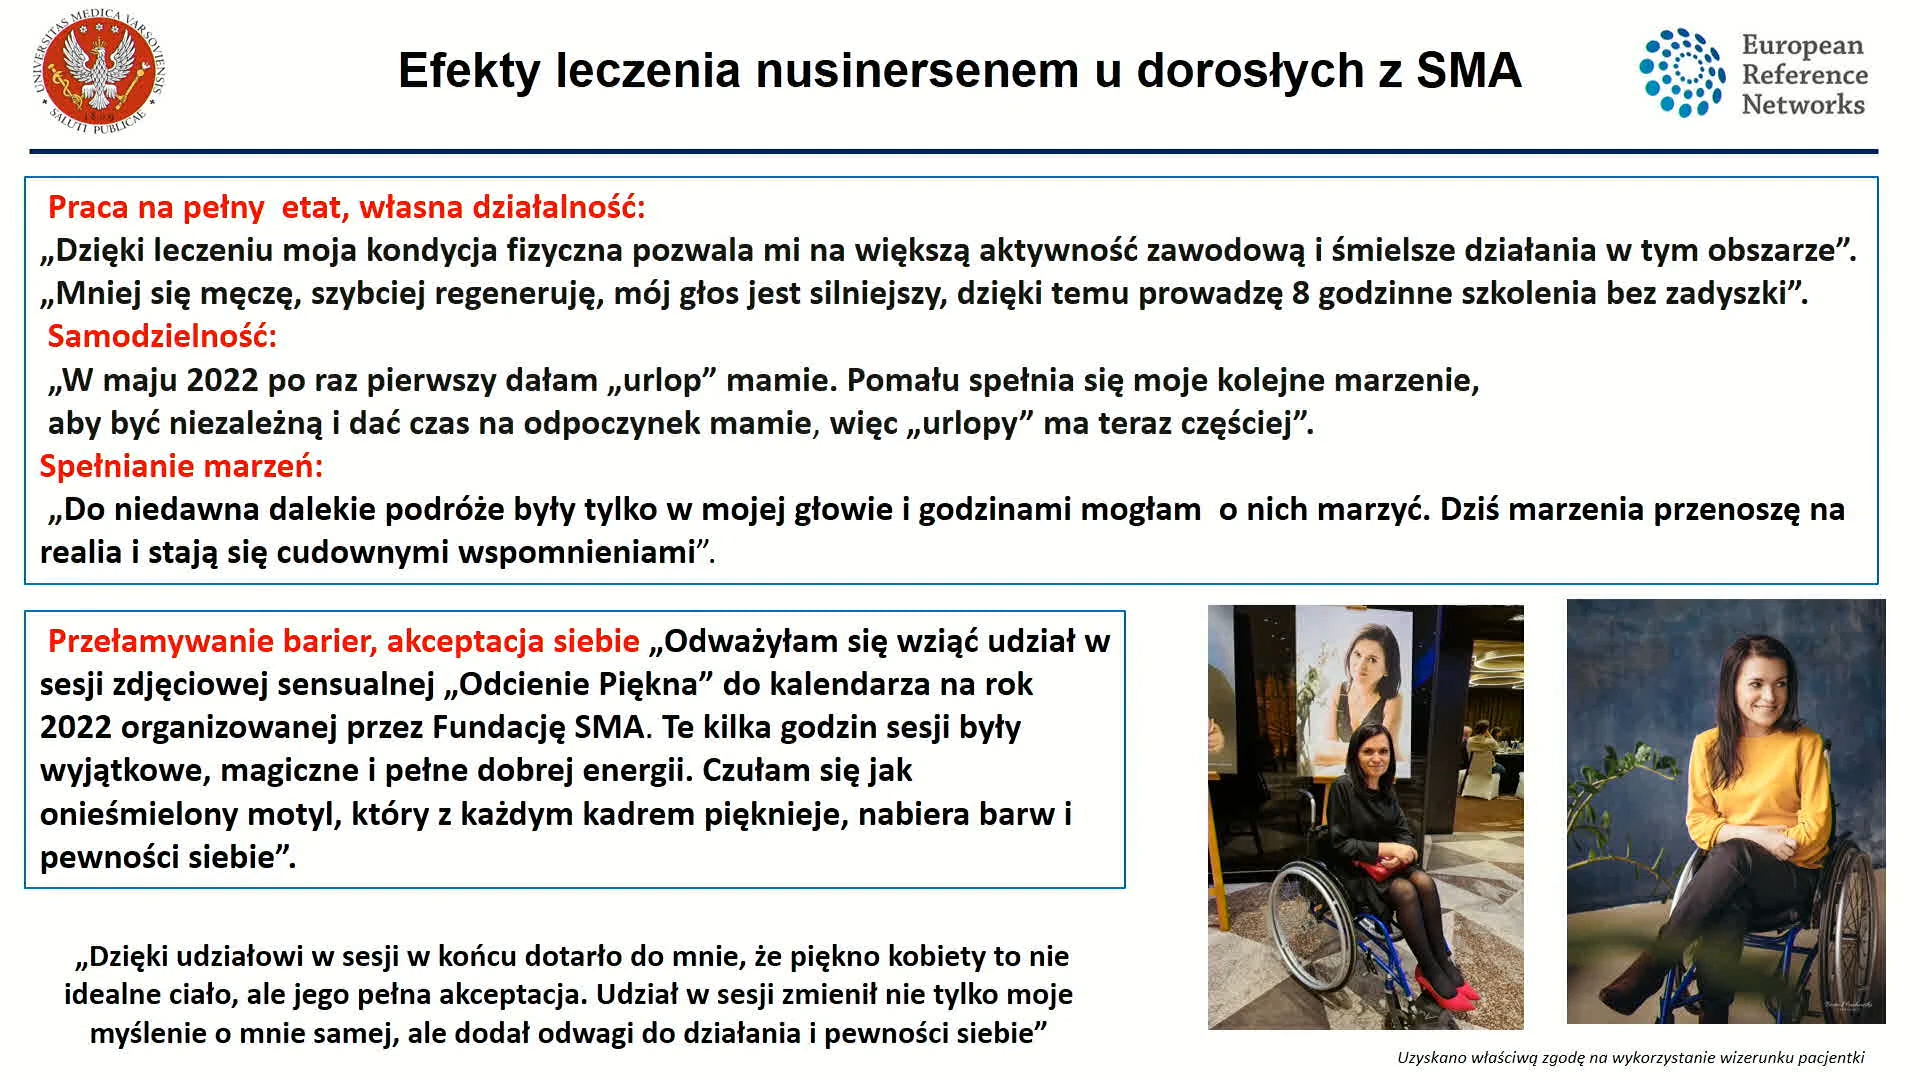 UNIVERSITAS MEDICA VARSOVIENSIS
SALUTI PUBLICAE
1809
Efekty leczenia nusinersenem u dorosłych z SMA
European
Reference
Networks
Praca na pełny  etat, własna działalność:
„Dzięki leczeniu moja kondycja fizyczna pozwala mi na większą aktywność zawodową i śmielsze działania w tym obszarze”.
„Mniej się męczę, szybciej regeneruję, mój głos jest silniejszy, dzięki temu prowadzę 8 godzinne szkolenia bez zadyszki”.
Samodzielność:
„W maju 2022 po raz pierwszy dałam „urlop” mamie. Pomału spełnia się moje kolejne marzenie,
aby być niezależną i dać czas na odpoczynek mamie, więc „urlopy” ma teraz częściej”.
Spełnianie marzeń:
„Do niedawna dalekie podróże były tylko w mojej głowie i godzinami mogłam  o nich marzyć. Dziś marzenia przenoszę na
realia i stają się cudownymi wspomnieniami”.
Przełamywanie barier, akceptacja siebie „Odważyłam się wziąć udział w
sesji zdjęciowej sensualnej „Odcienie Piękna” do kalendarza na rok
2022 organizowanej przez Fundację SMA. Te kilka godzin sesji były
wyjątkowe, magiczne i pełne dobrej energii. Czułam się jak
onieśmielony motyl, który z każdym kadrem pięknieje, nabiera barw i
pewności siebie”.
„Dzięki udziałowi w sesji w końcu dotarło do mnie, że piękno kobiety to nie
idealne ciało, ale jego pełna akceptacja. Udział w sesji zmienił nie tylko moje
myślenie o mnie samej, ale dodał odwagi do działania i pewności siebie”
Uzyskano właściwą zgodę na wykorzystanie wizerunku pacjentki